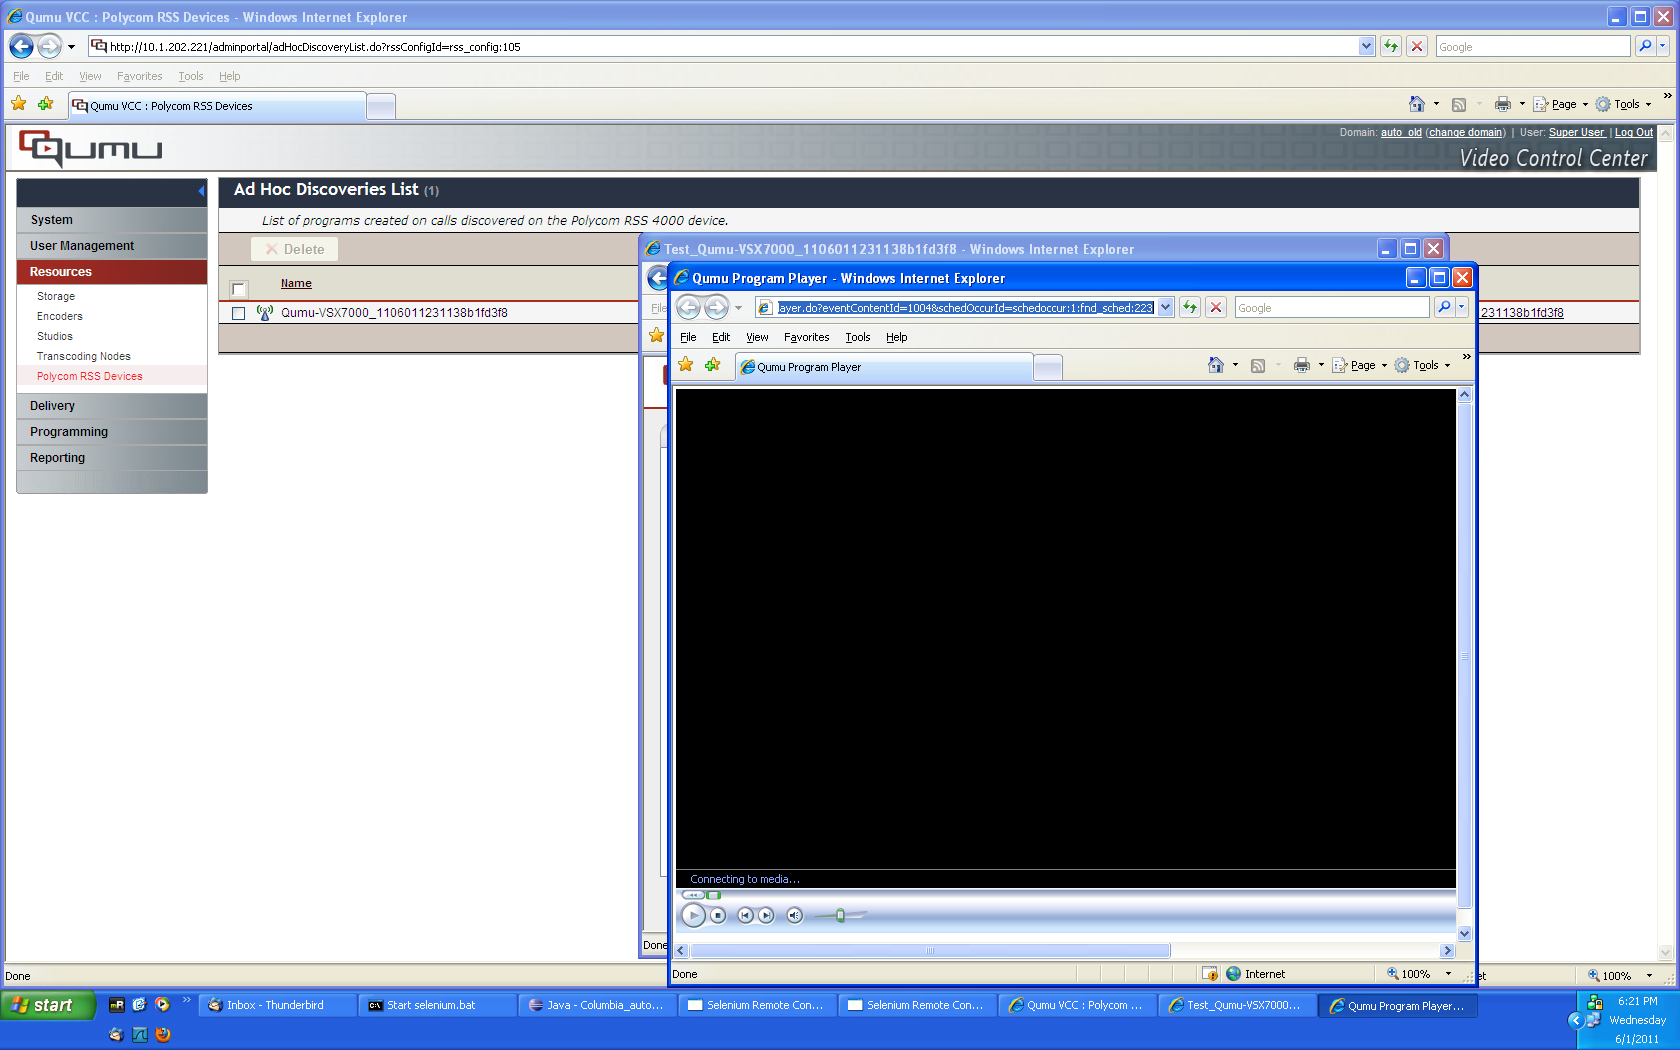 Qumu VCC : Polycom RSS Devices - Windows Internet Explorer
http://10.1.202.221/adminportal/adHocDiscoveryList.do?rssConfigId=rss_config:105
Google
File Edit View Favorites Tools Help
Qumu VCC : Polycom RSS Devices
Page Tools »
QUMU
Domain: auto_old (change domain) | User: Super User | Log Out
Video Control Center
System
User Management
Resources
Storage
Encoders
Studios
Transcoding Nodes
Polycom RSS Devices
Delivery
Programming
Reporting
Ad Hoc Discoveries List (1)
List of programs created on calls discovered on the Polycom RSS 4000 device.
Delete
Name
Qumu-VSX7000_1106011231138b1fd3f8
231138b1fd3f8
Test_Qumu-VSX7000_1106011231138b1fd3f8 - Windows Internet Explorer
File
Done
Qumu Program Player - Windows Internet Explorer
ayer.do?eventContentId=1004&schedOccurId=schedoccur:1:fnd_sched:223
Google
File Edit View Favorites Tools Help
Qumu Program Player
Page Tools »
Connecting to media...
Done
Internet
100%
Done
et
100%
start
»
Inbox - Thunderbird
Start selenium.bat
Java - Columbia_auto...
Selenium Remote Con...
Selenium Remote Con...
Qumu VCC : Polycom ...
Test_Qumu-VSX7000...
Qumu Program Player...
6:21 PM
Wednesday
6/1/2011